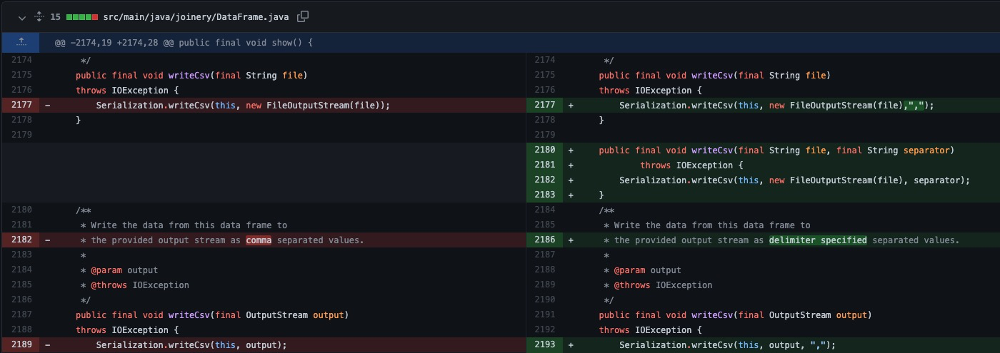 15 src/main/java/joinery/DataFrame.java
@@ -2174,19 +2174,28 @@ public final void show() {
2174 */
2175 public final void writeCsv(final String file)
2176 throws IOException {
2177 - Serialization.writeCsv(this, new FileOutputStream(file));
2178 }
2179
2180 /**
2181 * Write the data from this data frame to
2182 - * the provided output stream as comma separated values.
2183 *
2184 * @param output
2185 * @throws IOException
2186 */
2187 public final void writeCsv(final OutputStream output)
2188 throws IOException {
2189 - Serialization.writeCsv(this, output);
2174 */
2175 public final void writeCsv(final String file)
2176 throws IOException {
2177 + Serialization.writeCsv(this, new FileOutputStream(file),",");
2178 }
2179
2180 + public final void writeCsv(final String file, final String separator)
2181 + throws IOException {
2182 + Serialization.writeCsv(this, new FileOutputStream(file), separator);
2183 + }
2184 /**
2185 * Write the data from this data frame to
2186 + * the provided output stream as delimiter specified separated values.
2187 *
2188 * @param output
2189 * @throws IOException
2190 */
2191 public final void writeCsv(final OutputStream output)
2192 throws IOException {
2193 + Serialization.writeCsv(this, output, ",");